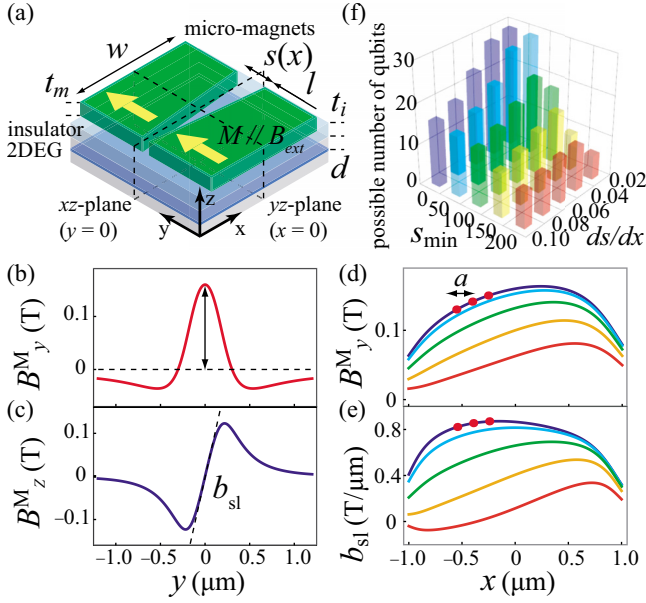 (a)
micro-magnets
w
s(x)
l
t_m
t_i
insulator
2DEG
M // B_ext
d
z
xz-plane
(y = 0)
y
x
yz-plane
(x = 0)
(f)
possible number of qubits
30
20
10
0
0
50
100
150
200
s_min
0.02
0.04
0.06
0.08
0.10
ds/dx
(b)
B^M_y (T)
0.1
0
(c)
B^M_z (T)
0.1
0
−0.1
b_sl
−1.0 −0.5 0 0.5 1.0
y (μm)
(d)
a
B^M_y (T)
0.1
0
(e)
b_sl (T/μm)
0.8
0.4
0
−1.0 −0.5 0 0.5 1.0
x (μm)